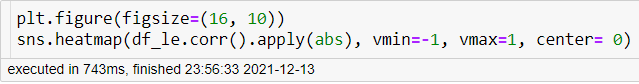 plt.figure(figsize=(16, 10))
sns.heatmap(df_le.corr().apply(abs), vmin=-1, vmax=1, center= 0)
executed in 743ms, finished 23:56:33 2021-12-13